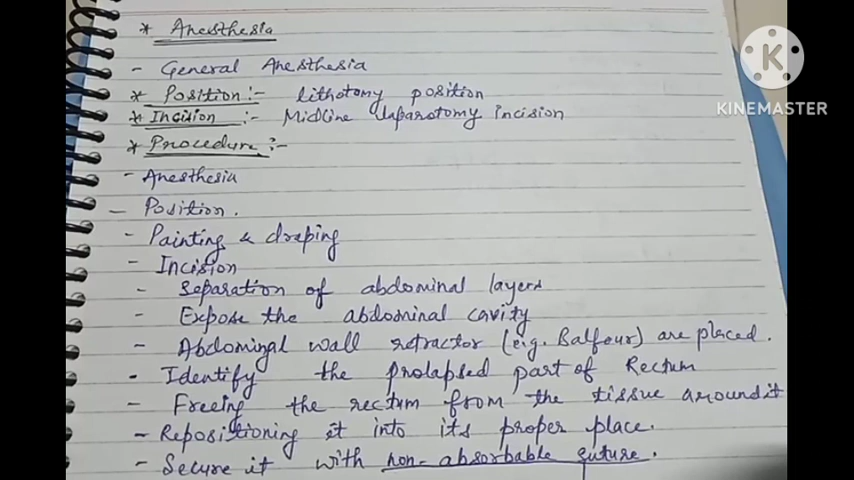 * Anesthesia
- General Anesthesia
* Position :- lithotomy position
* Incision :- Midline laparotomy incision
* Procedure :-
- Anesthesia
- Position.
- Painting & draping
- Incision
- Separation of abdominal layers
- Expose the abdominal cavity
- Abdominal wall retractor (e.g. Balfour) are placed.
- Identify the prolapsed part of Rectum
- Freeing the rectum from the tissue around it
- Repositioning it into its proper place.
- Secure it with non-absorbable suture.
K
KINEMASTER